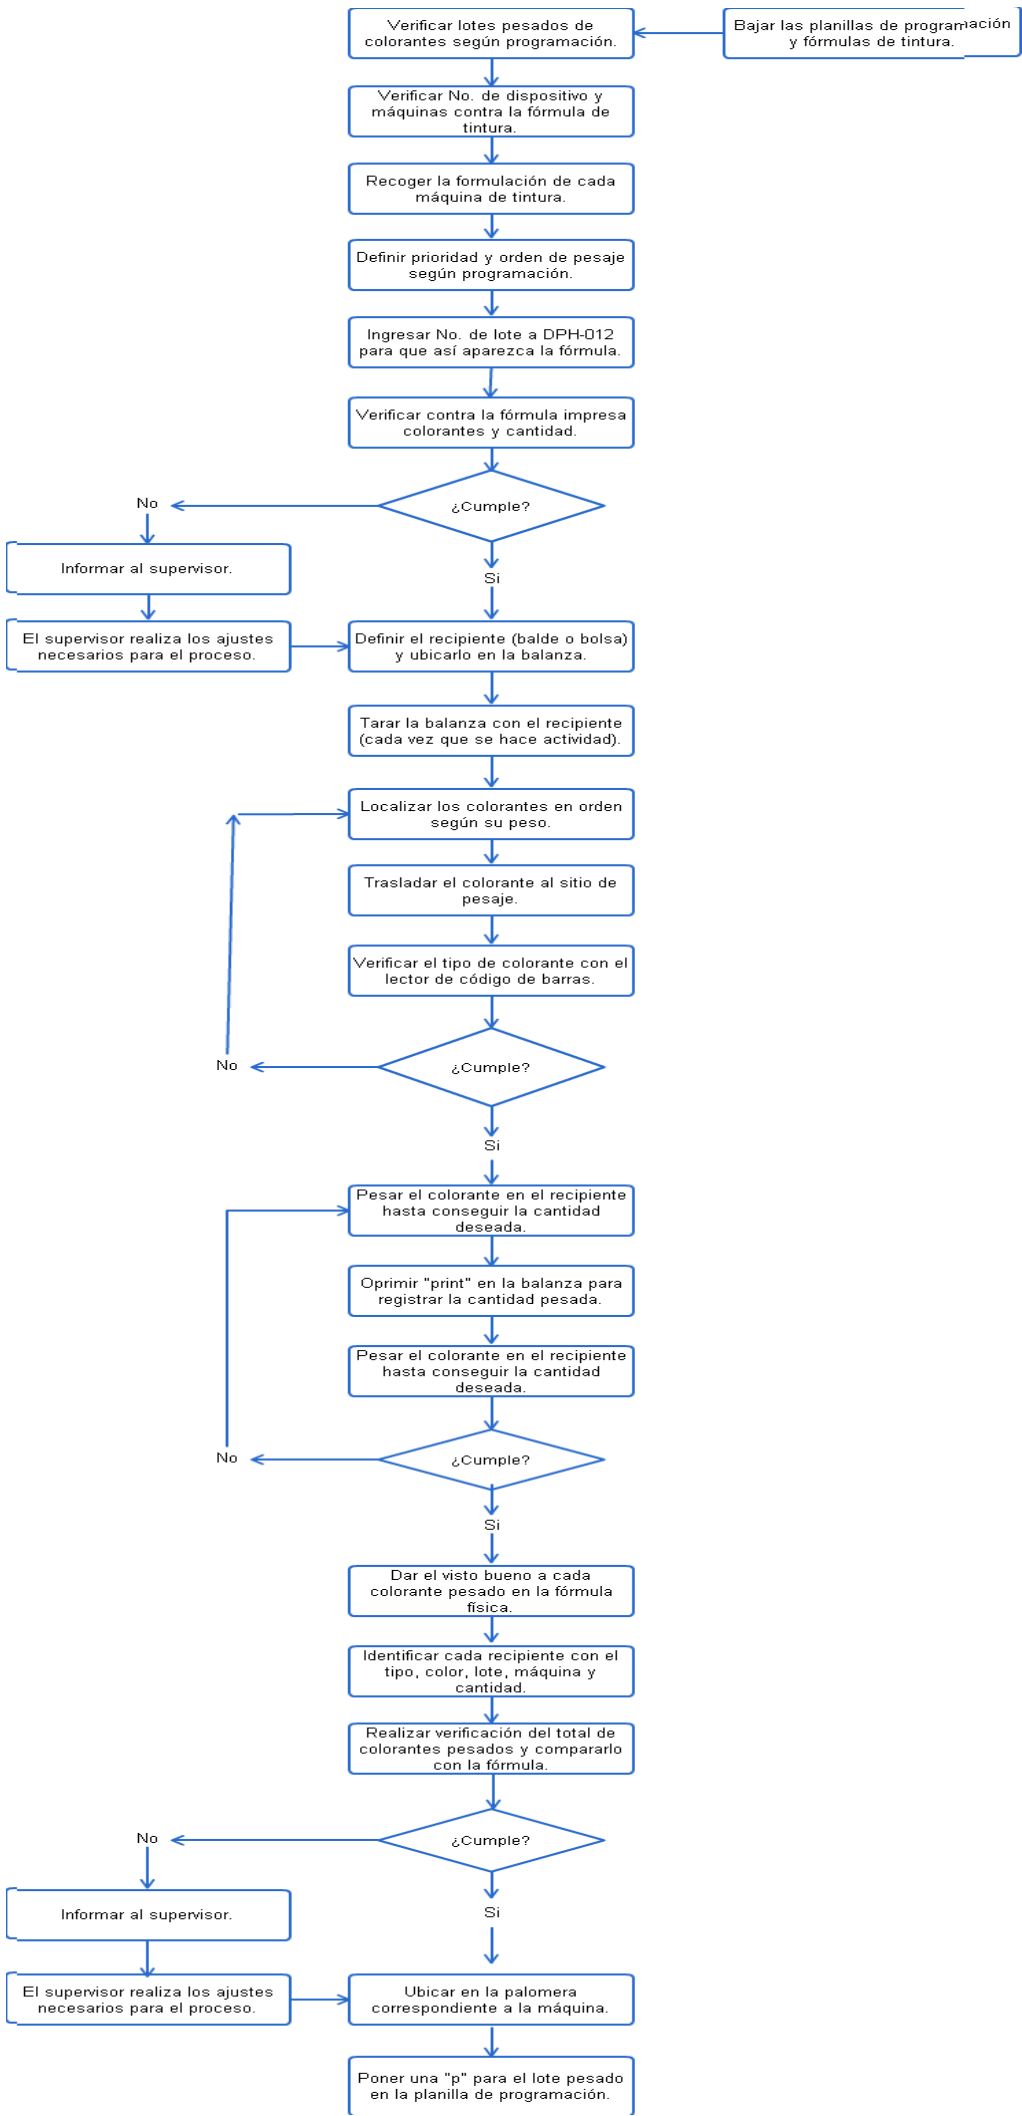 Bajar las planillas de programación
y fórmulas de tintura.
Verificar lotes pesados de
colorantes según programación.
Verificar No. de dispositivo y
máquinas contra la fórmula de
tintura.
Recoger la formulación de cada
máquina de tintura.
Definir prioridad y orden de pesaje
según programación.
Ingresar No. de lote a DPH-012
para que así aparezca la fórmula.
Verificar contra la fórmula impresa
colorantes y cantidad.
¿Cumple?
No
Informar al supervisor.
El supervisor realiza los ajustes
necesarios para el proceso.
Si
Definir el recipiente (balde o bolsa)
y ubicarlo en la balanza.
Tarar la balanza con el recipiente
(cada vez que se hace actividad).
Localizar los colorantes en orden
según su peso.
Trasladar el colorante al sitio de
pesaje.
Verificar el tipo de colorante con el
lector de código de barras.
¿Cumple?
No
Si
Pesar el colorante en el recipiente
hasta conseguir la cantidad
deseada.
Oprimir "print" en la balanza para
registrar la cantidad pesada.
Pesar el colorante en el recipiente
hasta conseguir la cantidad
deseada.
¿Cumple?
No
Si
Dar el visto bueno a cada
colorante pesado en la fórmula
física.
Identificar cada recipiente con el
tipo, color, lote, máquina y
cantidad.
Realizar verificación del total de
colorantes pesados y compararlo
con la fórmula.
¿Cumple?
No
Informar al supervisor.
El supervisor realiza los ajustes
necesarios para el proceso.
Si
Ubicar en la palomera
correspondiente a la máquina.
Poner una "p" para el lote pesado
en la planilla de programación.